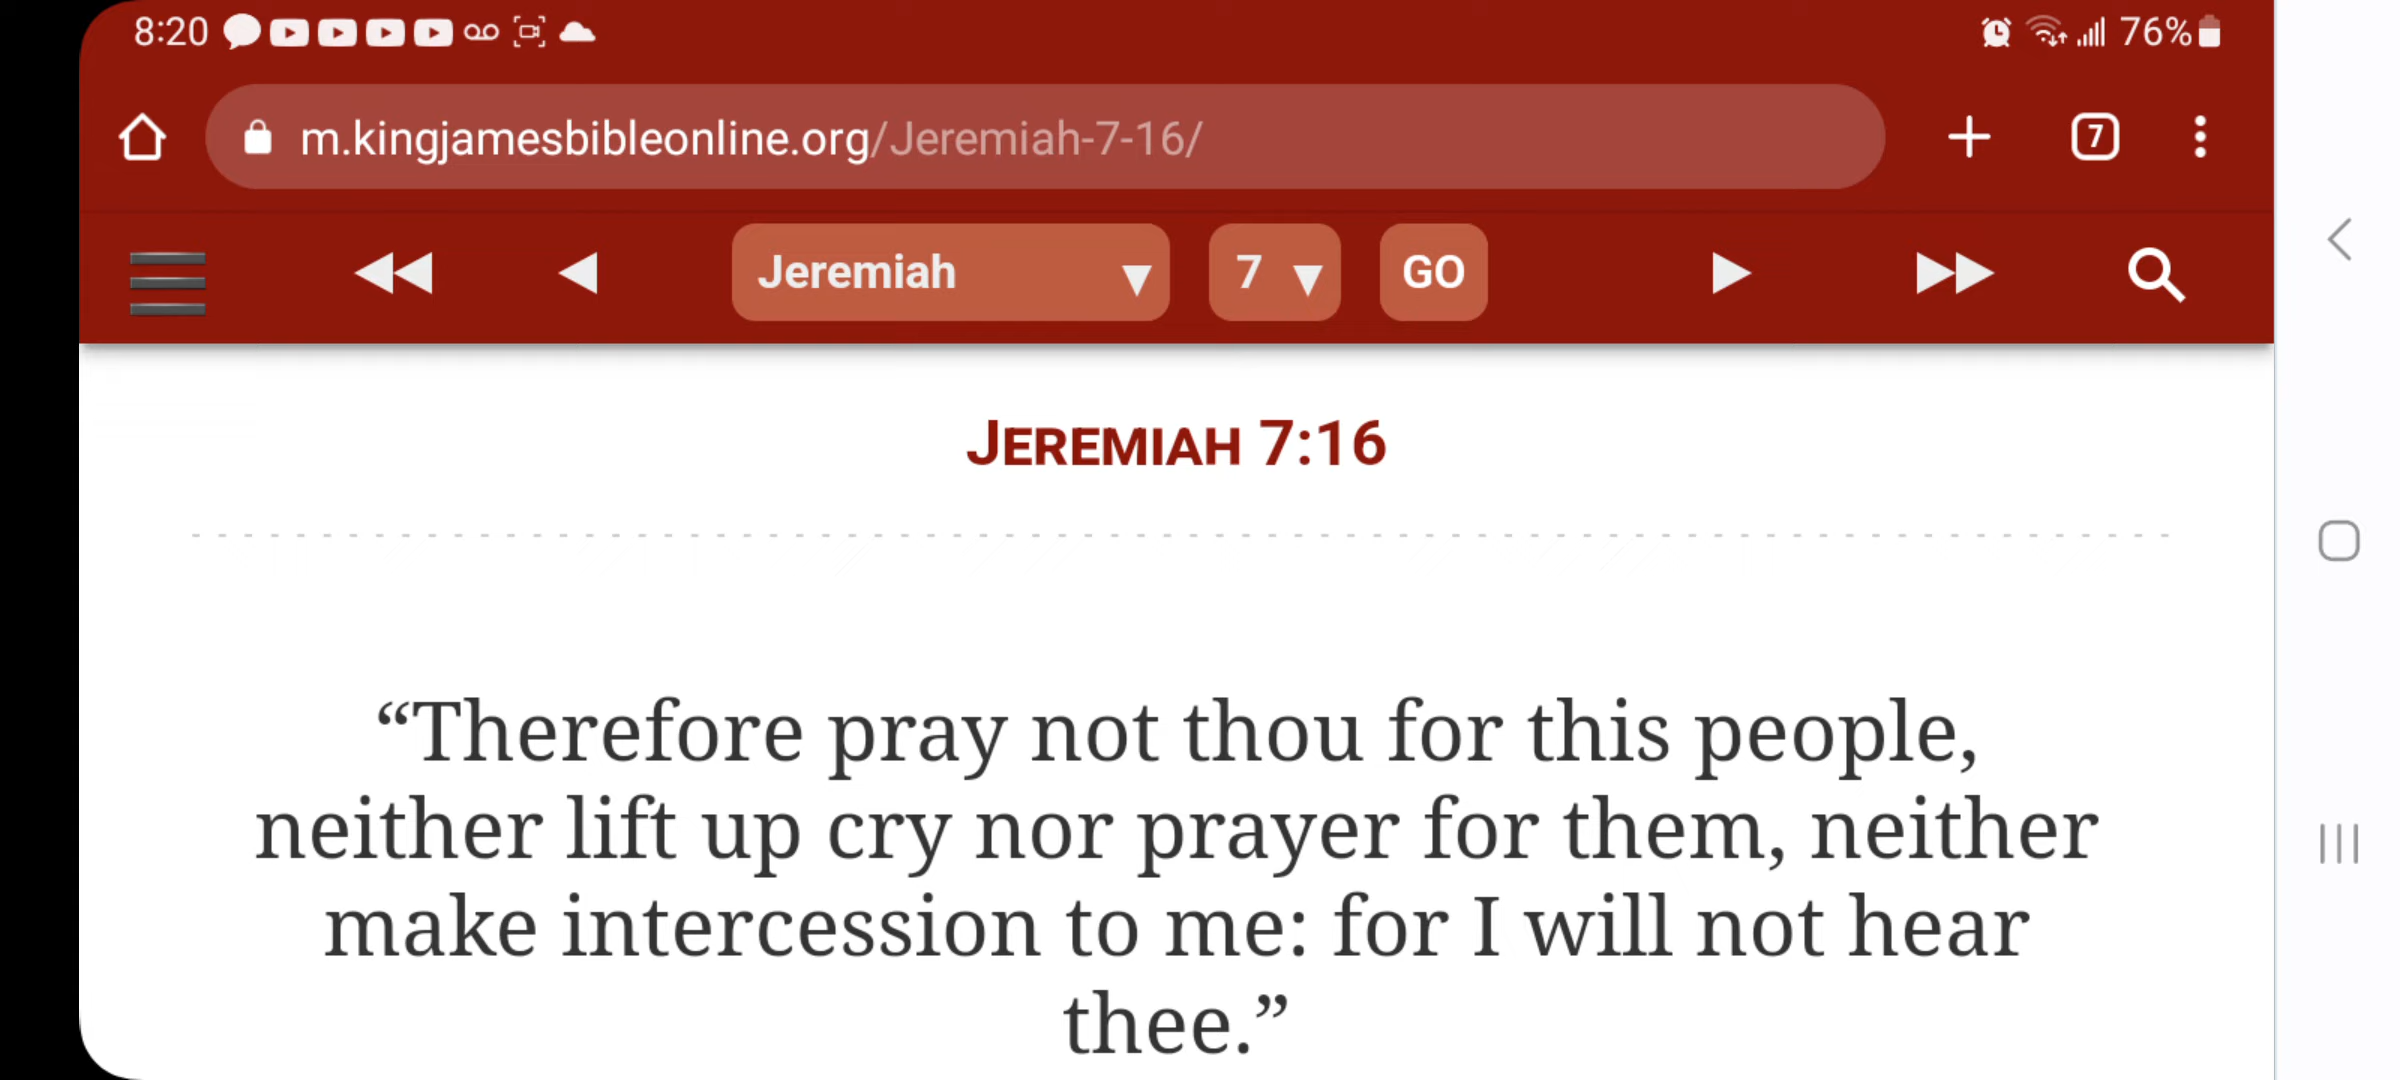 8:20 76%
m.kingjamesbibleonline.org/Jeremiah-7-16/ 7
Jeremiah 7 GO
JEREMIAH 7:16
“Therefore pray not thou for this people,
neither lift up cry nor prayer for them, neither
make intercession to me: for I will not hear
thee.”